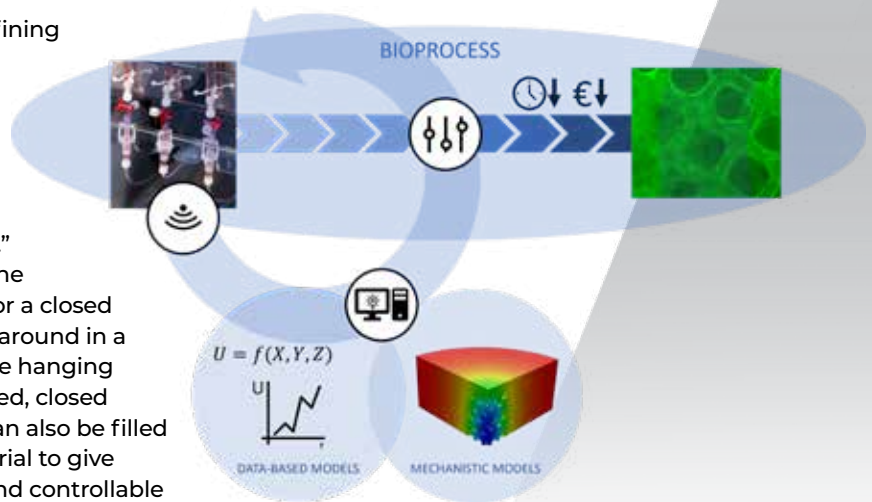 fining
BIOPROCESS
€
”
ne
or a closed
around in a
e hanging
ed, closed
an also be filled
rial to give
nd controllable
U = f(X,Y,Z)
U
DATA-BASED MODELS
MECHANISTIC MODELS